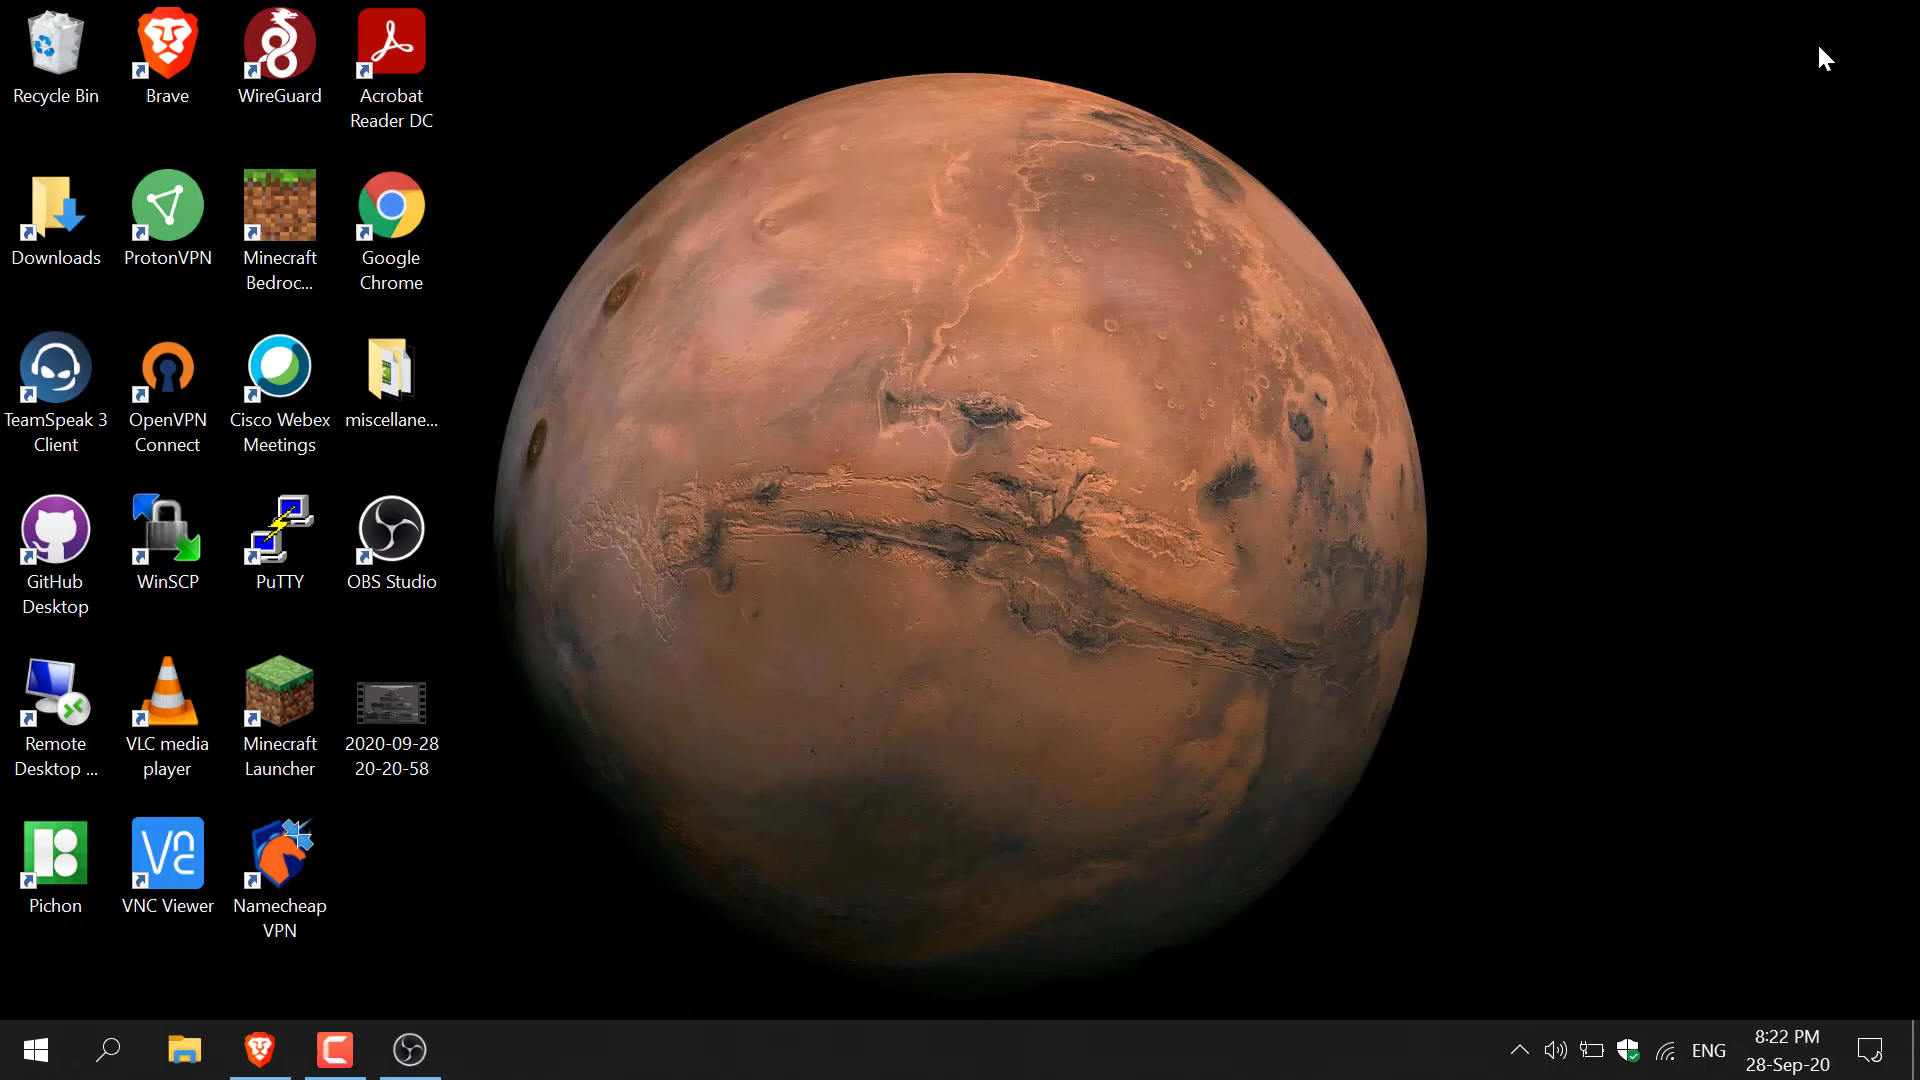 Recycle Bin
Brave
WireGuard
Acrobat
Reader DC
Downloads
ProtonVPN
Minecraft
Bedroc...
Google
Chrome
TeamSpeak 3
Client
OpenVPN
Connect
Cisco Webex
Meetings
miscellane...
GitHub
Desktop
WinSCP
PuTTY
OBS Studio
Remote
Desktop ...
VLC media
player
Minecraft
Launcher
2020-09-28
20-20-58
Pichon
VNC Viewer
Namecheap
VPN
ENG
8:22 PM
28-Sep-20